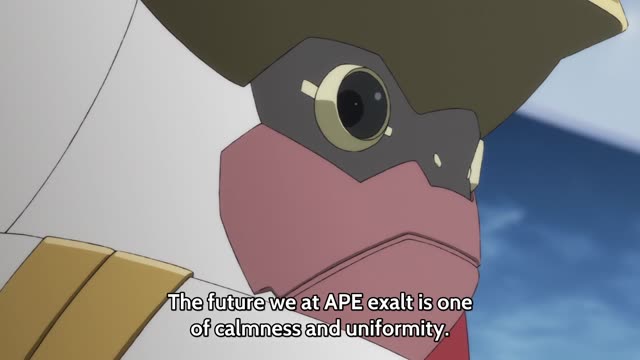 The future we at APE exalt is one
of calmness and uniformity.